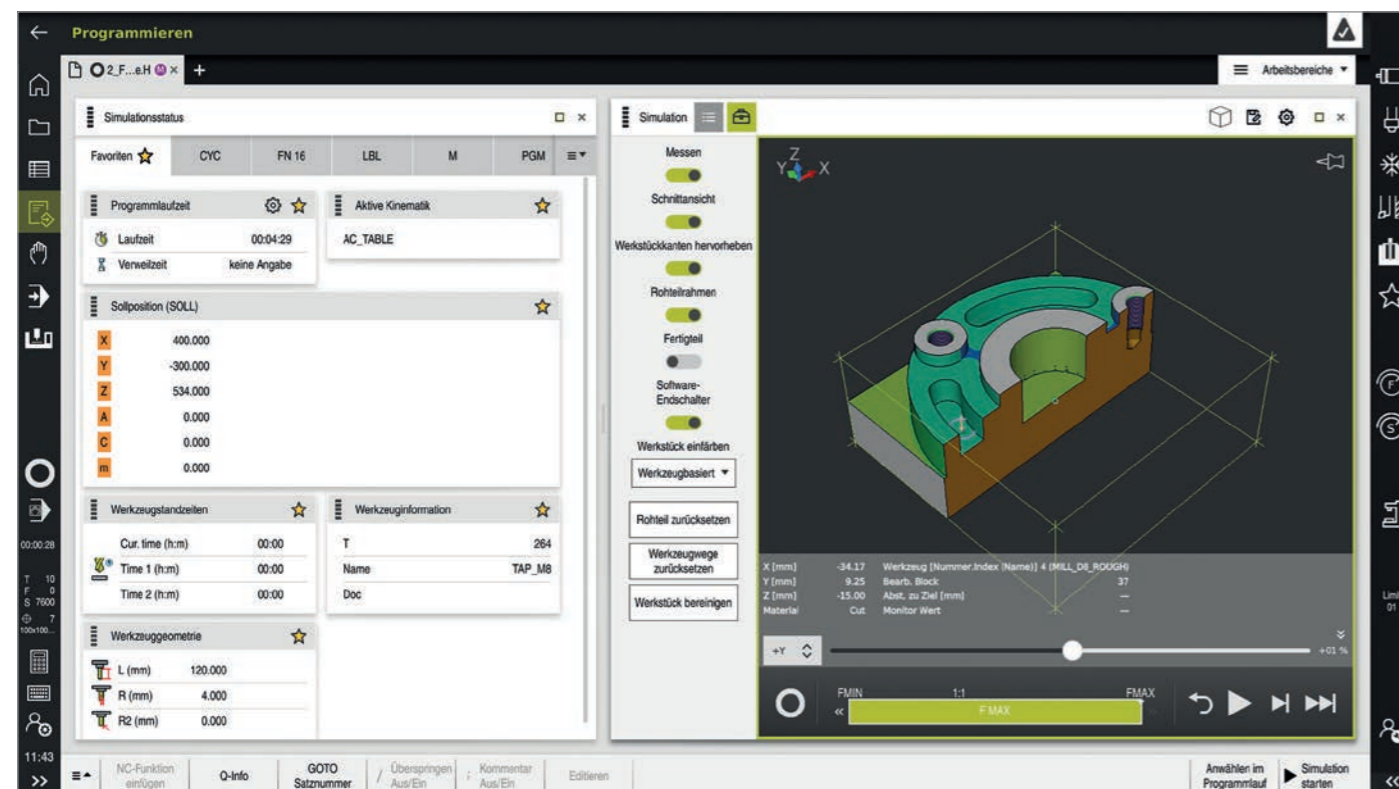 Programmieren
2_F...e.H M × +
Arbeitsbereiche
Simulationsstatus
Favoriten CYC FN 16 LBL M PGM
Programmlaufzeit
Laufzeit 00:04:29
Verweilzeit keine Angabe
Aktive Kinematik
AC_TABLE
Sollposition (SOLL)
X 400.000
Y -300.000
Z 534.000
A 0.000
C 0.000
m 0.000
Werkzeugstandzeiten
Cur. time (h:m) 00:00
Time 1 (h:m) 00:00
Time 2 (h:m) 00:00
Werkzeuginformation
T 264
Name TAP_M8
Doc
Werkzeuggeometrie
L (mm) 120.000
R (mm) 4.000
R2 (mm) 0.000
Simulation
Messen
Schnittansicht
Werkstückkanten hervorheben
Rohteilrahmen
Fertigteil
Software-
Endschalter
Werkstück einfärben
Werkzeugbasiert
Rohteil zurücksetzen
Werkzeugwege
zurücksetzen
Werkstück bereinigen
Z
Y X
X [mm] -34.17 Werkzeug [Nummer.Index (Name)] 4 (MILL_D8_ROUGH)
Y [mm] 9.25 Bearb. Block 37
Z [mm] -15.00 Abst. zu Ziel [mm] —
Material Cut Monitor Wert —
+Y +01 %
FMIN 1:1 FMAX
F MAX
00:00:28
T 10
F 0
S 7600
7
100x100...
11:43
F
S
Limi
01
NC-Funktion
einfügen
Q-Info
GOTO
Satznummer
/ Überspringen
Aus/Ein
; Kommentar
Aus/Ein
Editieren
Anwählen im
Programmlauf
Simulation
starten